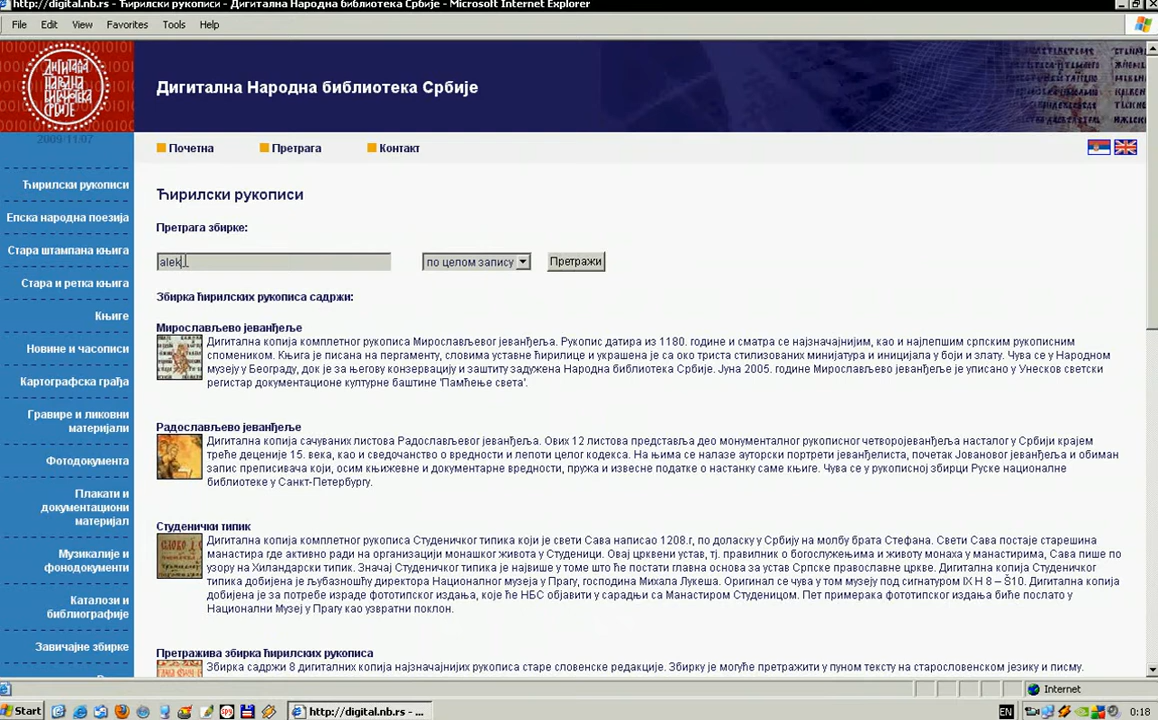 http://digital.nb.rs - Ћирилски рукописи - Дигитална Народна библиотека Србије - Microsoft Internet Explorer
File Edit View Favorites Tools Help
ДИГИТАЛА НАРОДНА БИБЛИОТЕКА СРБИЈЕ
Дигитална Народна библиотека Србије
2009/11/07
Почетна Претрага Контакт
Ћирилски рукописи
Епска народна поезија
Стара штампана књига
Стара и ретка књига
Књиге
Новине и часописи
Картографска грађа
Гравире и ликовни
материјали
Фотодокумента
Плакати и
документациони
материјал
Музикалије и
фонодокументи
Каталози и
библиографије
Завичајне збирке
Ћирилски рукописи
Претрага збирке:
alek по целом запису Претражи
Збирка ћирилских рукописа садржи:
Мирослављево јеванђеље
Дигитална копија комплетног рукописа Мирослављевог јеванђеља. Рукопис датира из 1180. године и сматра се најзначајнијим, као и најлепшим српским рукописним
спомеником. Књига је писана на пергаменту, словима уставне ћирилице и украшена је са око триста стилизованих минијатура и иницијала у боји и злату. Чува се у Народном
музеју у Београду, док је за његову конзервацију и заштиту задужена Народна библиотека Србије. Јуна 2005. године Мирослављево јеванђеље је уписано у Унесков светски
регистар документационе културне баштине 'Памћење света'.
Радослављево јеванђеље
Дигитална копија сачуваних листова Радослављевог јеванђеља. Ових 12 листова представља део монументалног рукописног четворојеванђеља насталог у Србији крајем
треће деценије 15. века, као и сведочанство о вредности и лепоти целог кодекса. На њима се налазе ауторски портрети јеванђелиста, почетак Јовановог јеванђеља и обиман
запис преписивача који, осим књижевне и документарне вредности, пружа и извесне податке о настанку саме књиге. Чува се у рукописној збирци Руске националне
библиотеке у Санкт-Петербургу.
Студенички типик
Дигитална копија комплетног рукописа Студеничког типика који је свети Сава написао 1208.г, по доласку у Србију на молбу брата Стефана. Свети Сава постаје старешина
манастира где активно ради на организацији монашког живота у Студеници. Овај црквени устав, тј. правилник о богослужењима и животу монаха у манастирима, Сава пише по
узору на Хиландарски типик. Значај Студеничког типика је највише у томе што ће постати главна основа за устав Српске православне цркве. Дигитална копија Студеничког
типика добијена је љубазношћу директора Националног музеја у Прагу, господина Михала Лукеша. Оригинал се чува у том музеју под сигнатуром IX H 8 – Š10. Дигитална копија
добијена је за потребе израде фототипског издања, које ће НБС објавити у сарадњи са Манастиром Студеницом. Пет примерака фототипског издања биће послато у
Национални Музеј у Прагу као узвратни поклон.
Претражива збирка ћирилских рукописа
Збирка садржи 8 дигиталних копија најзначајнијих рукописа старе словенске редакције. Збирку је могуће претражити у пуном тексту на старословенском језику и писму.
Internet
Start http://digital.nb.rs - ... EN 0:18